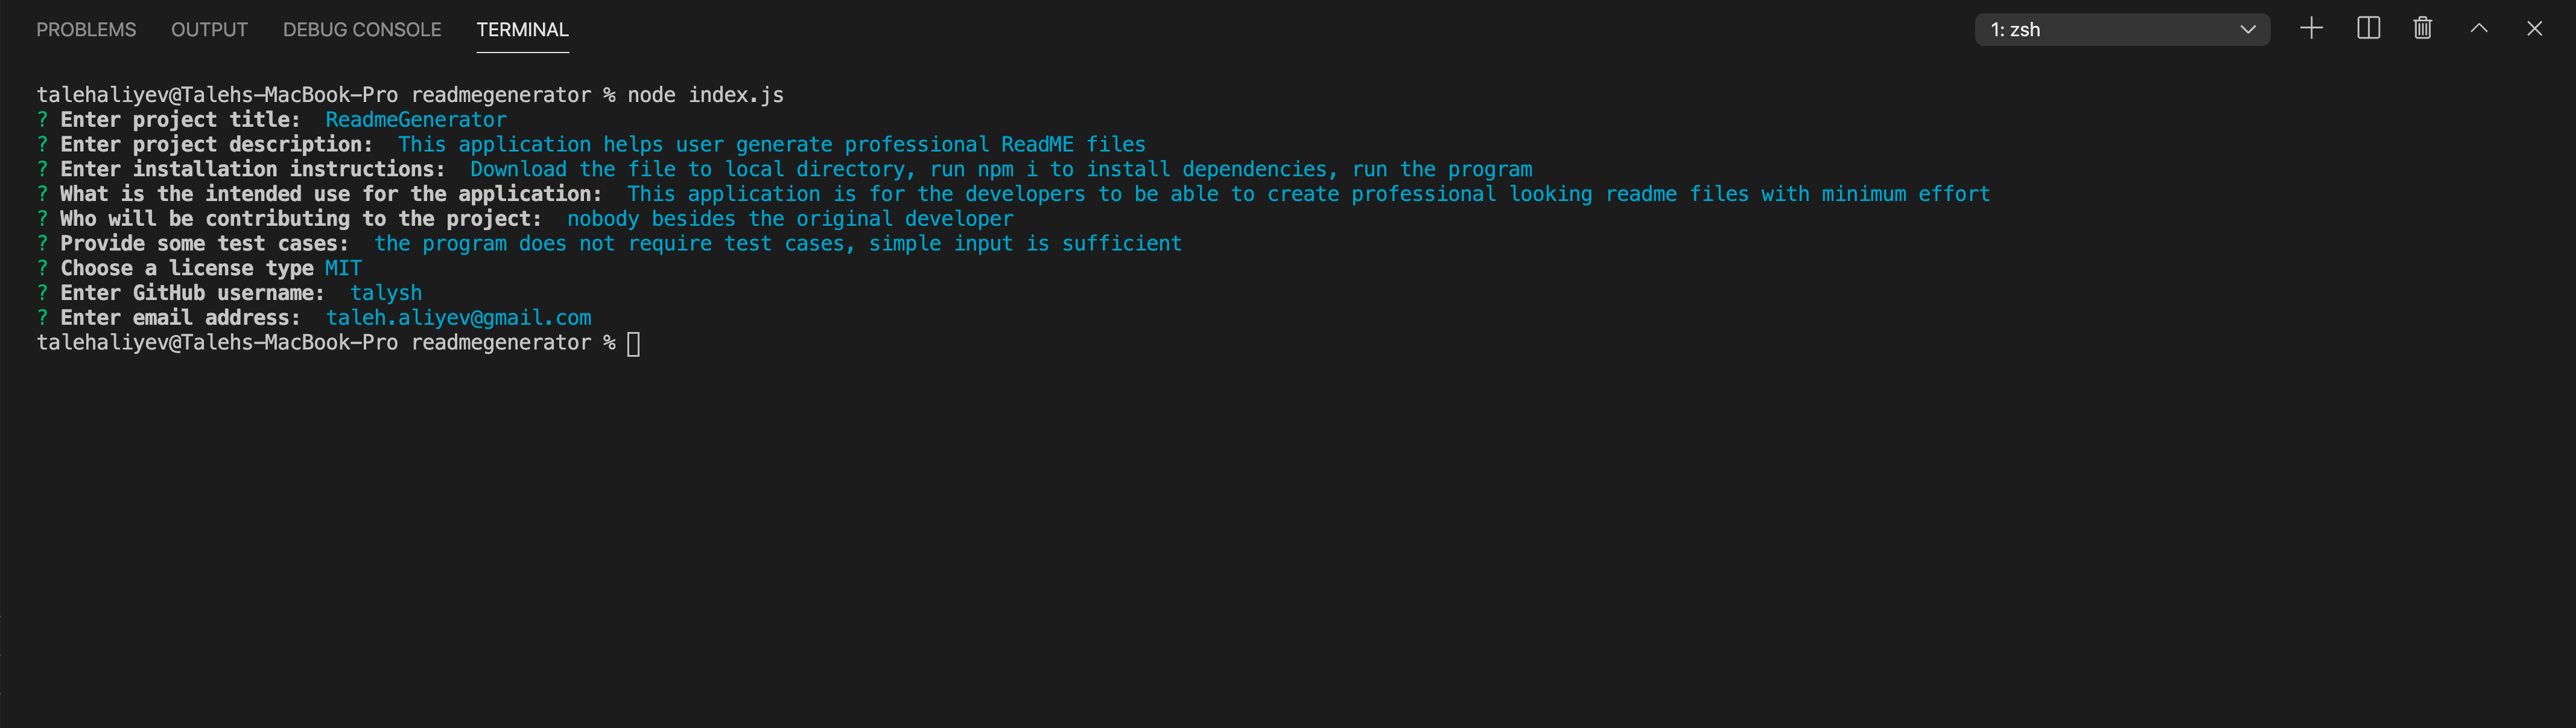 PROBLEMS OUTPUT DEBUG CONSOLE TERMINAL 1: zsh
talehaliyev@Talehs-MacBook-Pro readmegenerator % node index.js
? Enter project title:  ReadmeGenerator
? Enter project description:  This application helps user generate professional ReadME files
? Enter installation instructions:  Download the file to local directory, run npm i to install dependencies, run the program
? What is the intended use for the application:  This application is for the developers to be able to create professional looking readme files with minimum effort
? Who will be contributing to the project:  nobody besides the original developer
? Provide some test cases:  the program does not require test cases, simple input is sufficient
? Choose a license type MIT
? Enter GitHub username:  talysh
? Enter email address:  taleh.aliyev@gmail.com
talehaliyev@Talehs-MacBook-Pro readmegenerator %